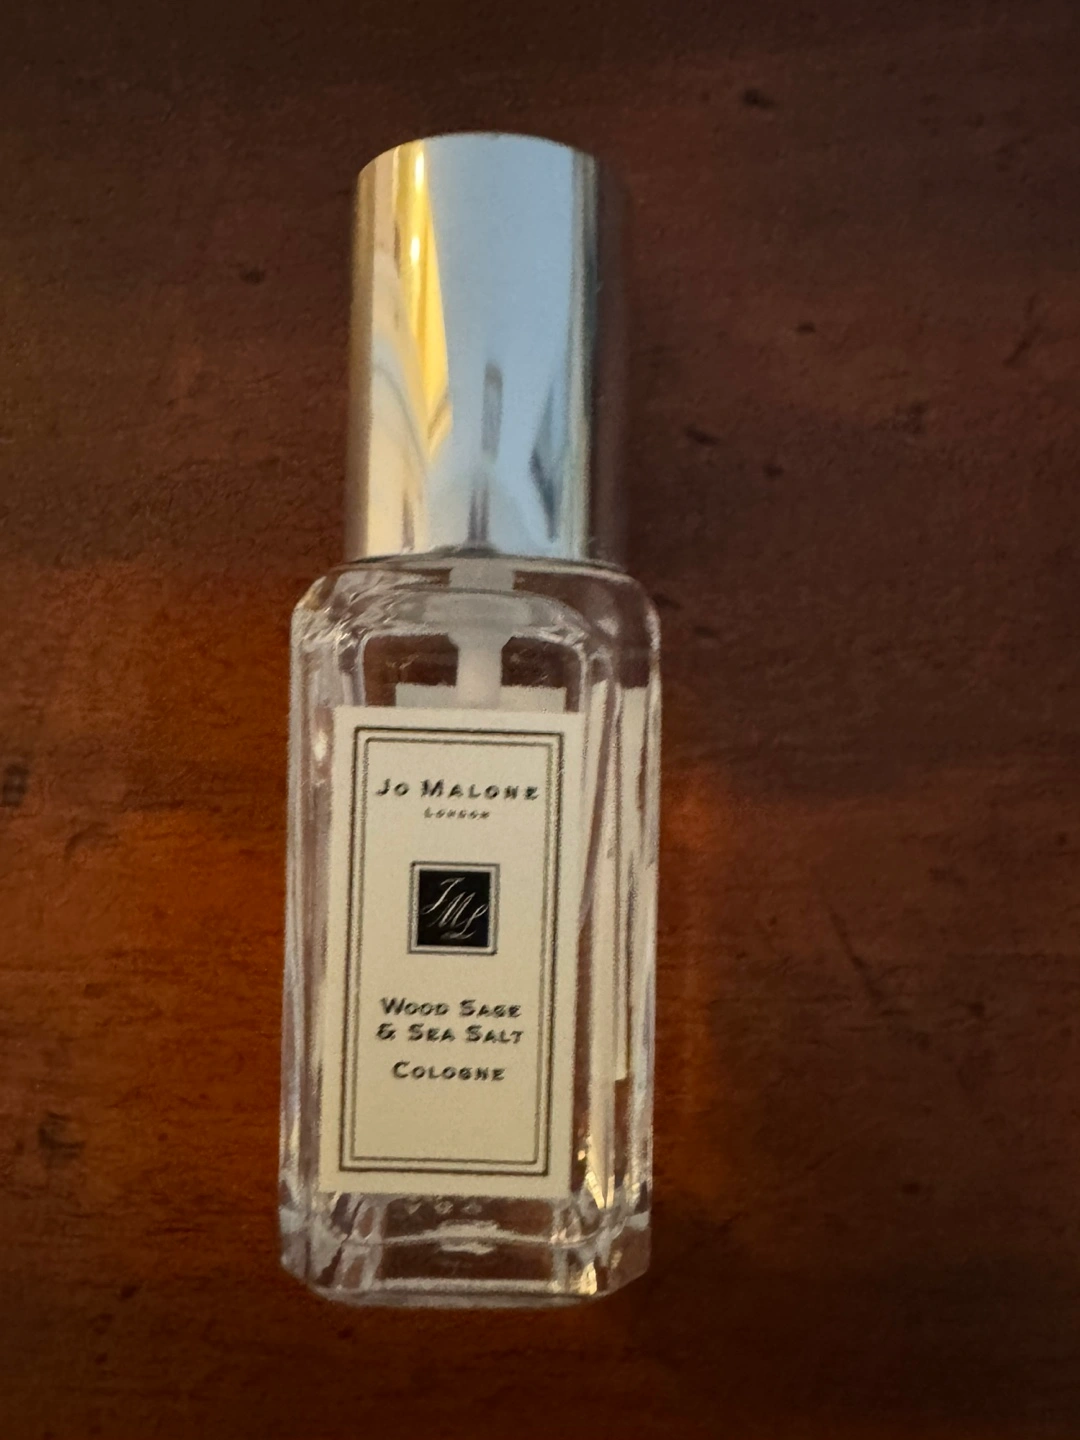 Jo Malone
London
JML
Wood Sage
& Sea Salt
Cologne